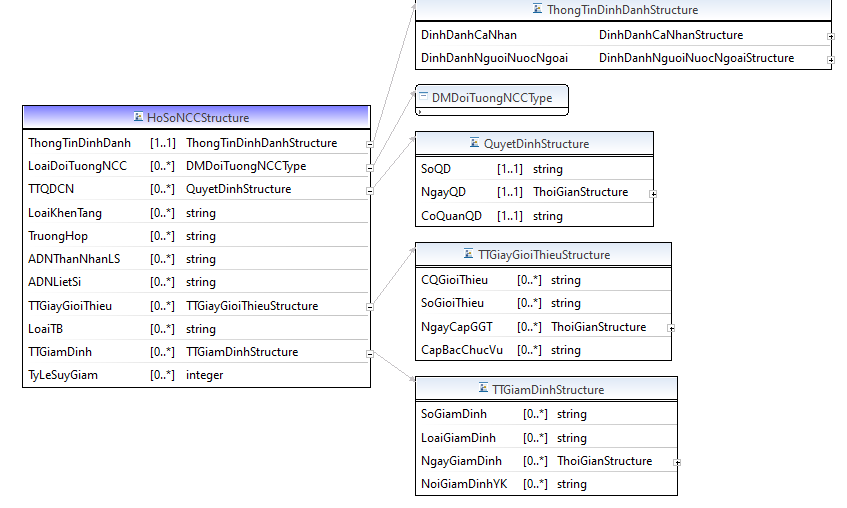 ThongTinDinhDanhStructure
DinhDanhCaNhan DinhDanhCaNhanStructure
DinhDanhNguoiNuocNgoai DinhDanhNguoiNuocNgoaiStructure
DMDoiTuongNCCType
HoSoNCCStructure
ThongTinDinhDanh [1..1] ThongTinDinhDanhStructure
LoaiDoiTuongNCC [0..*] DMDoiTuongNCCType
TTQDCN [0..*] QuyetDinhStructure
LoaiKhenTang [0..*] string
TruongHop [0..*] string
ADNThanNhanLS [0..*] string
ADNLietSi [0..*] string
TTGiayGioiThieu [0..*] TTGiayGioiThieuStructure
LoaiTB [0..*] string
TTGiamDinh [0..*] TTGiamDinhStructure
TyLeSuyGiam [0..*] integer
QuyetDinhStructure
SoQD [1..1] string
NgayQD [1..1] ThoiGianStructure
CoQuanQD [1..1] string
TTGiayGioiThieuStructure
CQGioiThieu [0..*] string
SoGioiThieu [0..*] string
NgayCapGGT [0..*] ThoiGianStructure
CapBacChucVu [0..*] string
TTGiamDinhStructure
SoGiamDinh [0..*] string
LoaiGiamDinh [0..*] string
NgayGiamDinh [0..*] ThoiGianStructure
NoiGiamDinhYK [0..*] string